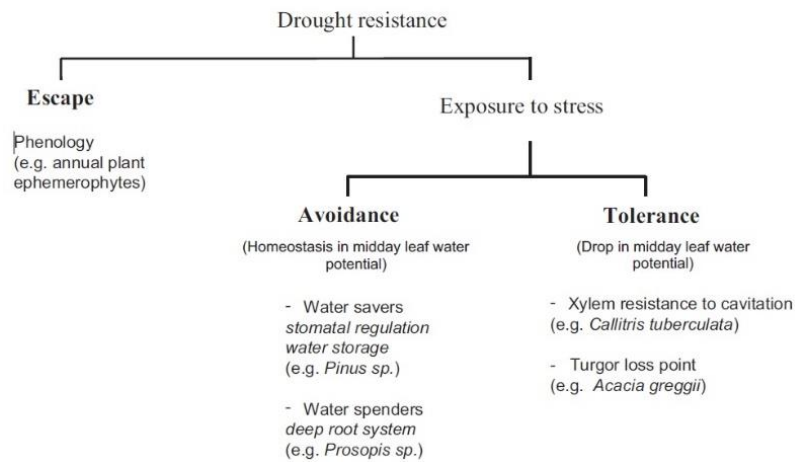 Drought resistance
Escape
Phenology
(e.g. annual plant
ephemerophytes)
Exposure to stress
Avoidance
(Homeostasis in midday leaf water
potential)
- Water savers
stomatal regulation
water storage
(e.g. Pinus sp.)
- Water spenders
deep root system
(e.g. Prosopis sp.)
Tolerance
(Drop in midday leaf water
potential)
- Xylem resistance to cavitation
(e.g. Callitris tuberculata)
- Turgor loss point
(e.g. Acacia greggii)